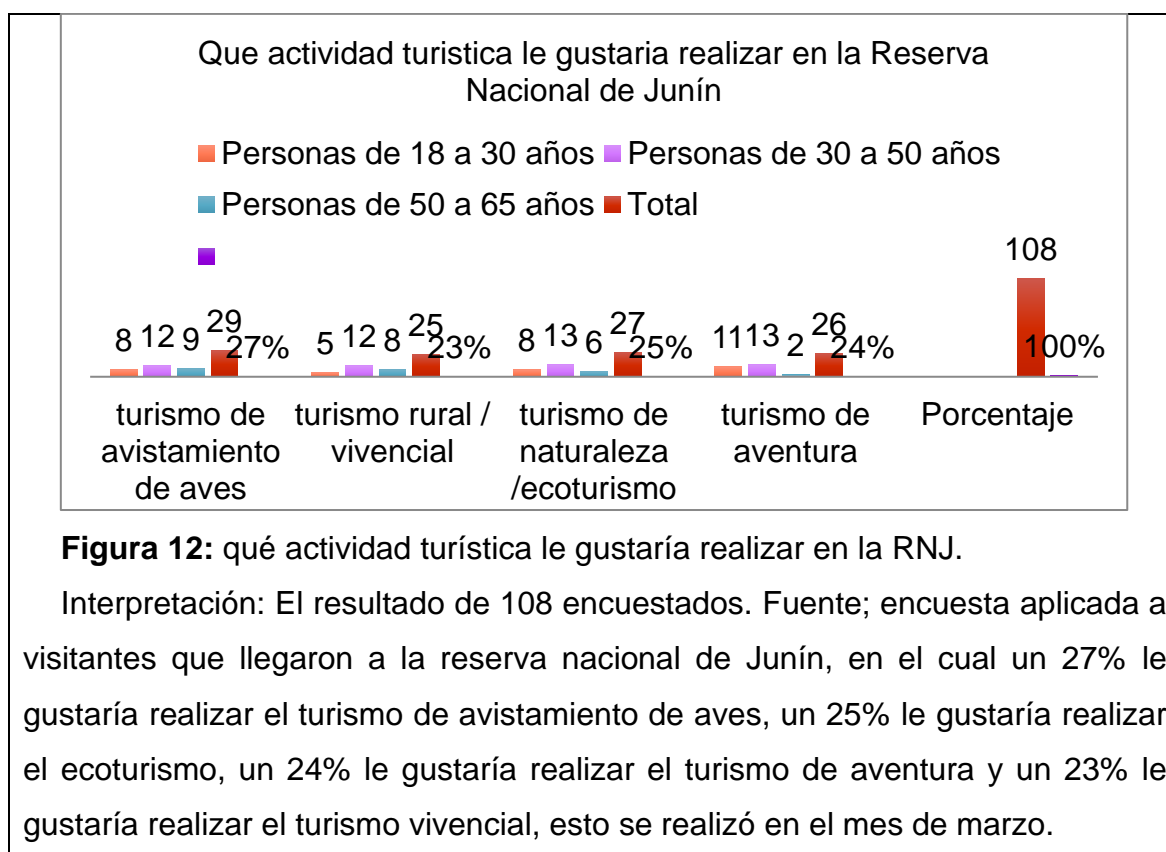 Que actividad turistica le gustaria realizar en la Reserva
Nacional de Junín
Personas de 18 a 30 años Personas de 30 a 50 años
Personas de 50 a 65 años Total
108
8 12 9 29 27% 5 12 8 25 23% 8 13 6 27 25% 11 13 2 26 24% 100%
turismo de turismo rural / turismo de turismo de Porcentaje
avistamiento vivencial naturaleza aventura
de aves /ecoturismo
Figura 12: qué actividad turística le gustaría realizar en la RNJ.
Interpretación: El resultado de 108 encuestados. Fuente; encuesta aplicada a
visitantes que llegaron a la reserva nacional de Junín, en el cual un 27% le
gustaría realizar el turismo de avistamiento de aves, un 25% le gustaría realizar
el ecoturismo, un 24% le gustaría realizar el turismo de aventura y un 23% le
gustaría realizar el turismo vivencial, esto se realizó en el mes de marzo.